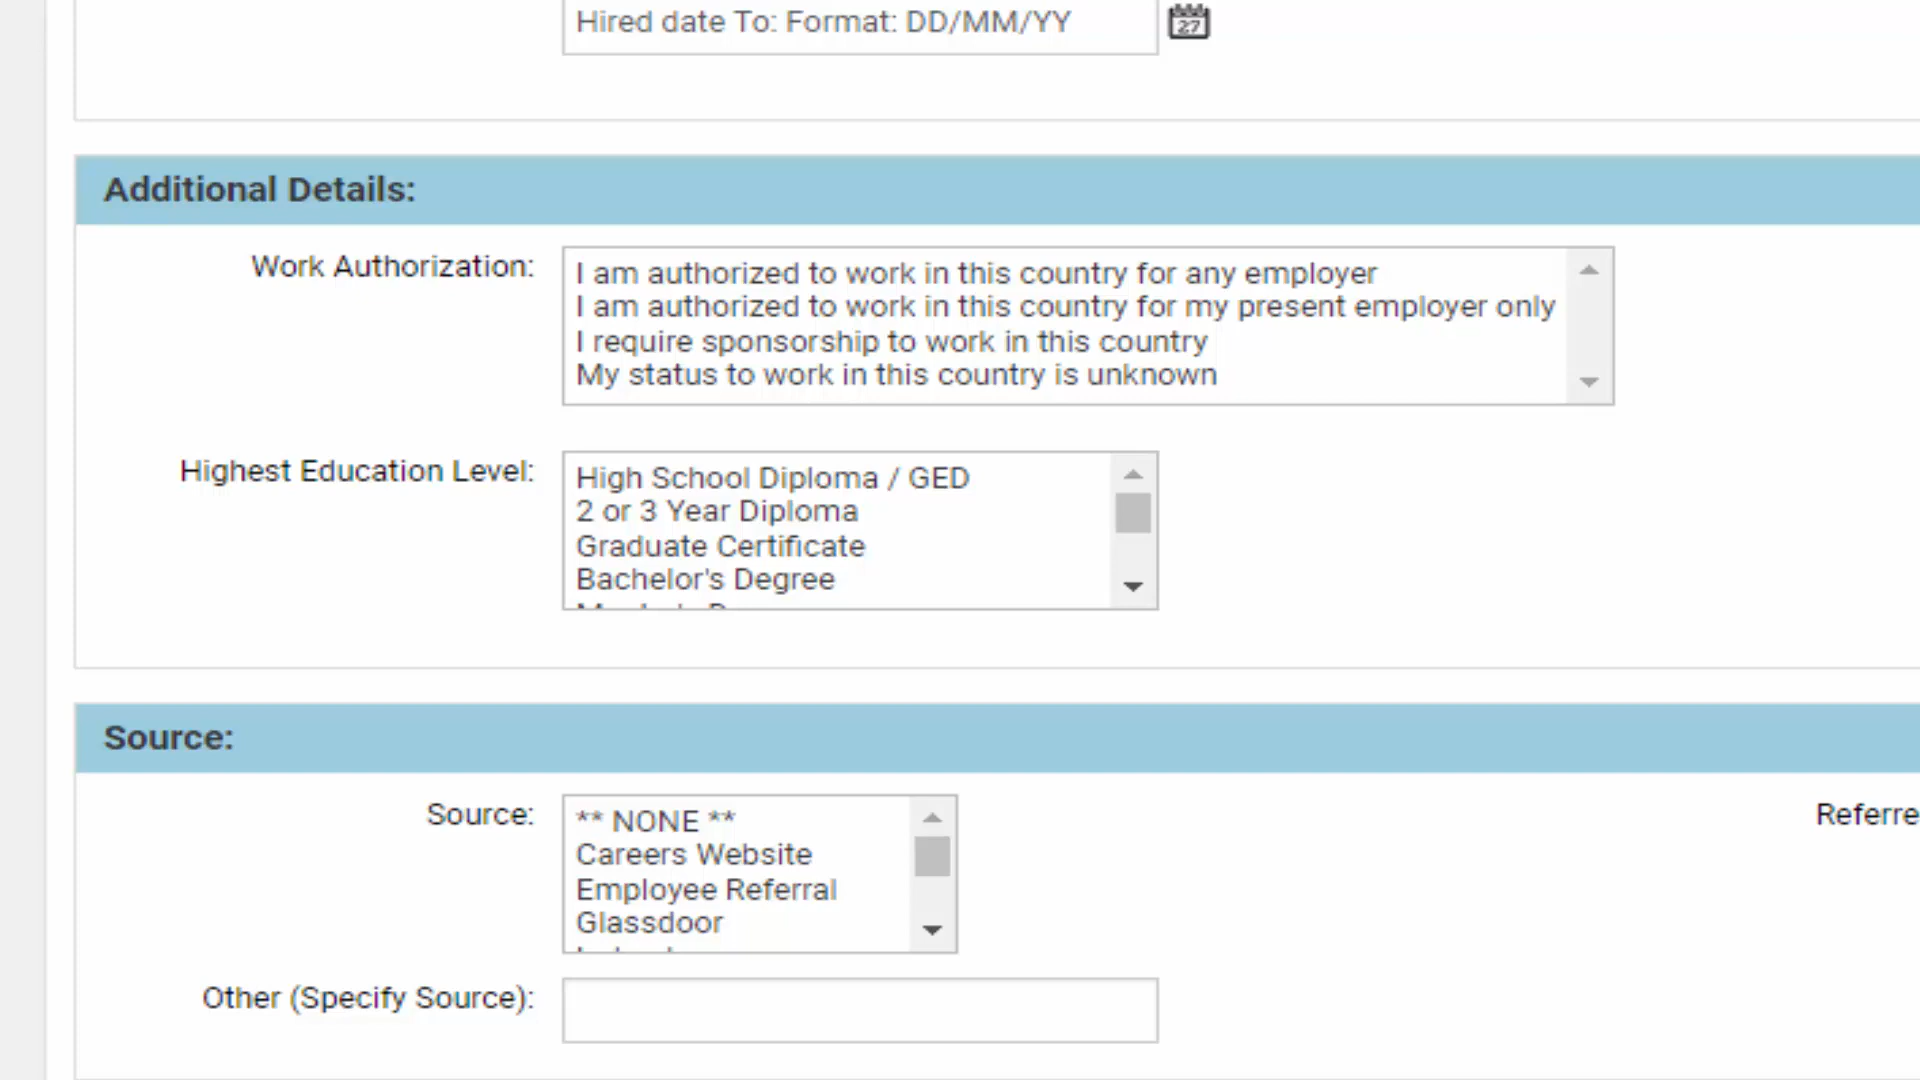 Hired date To: Format: DD/MM/YY
27
Additional Details:
Work Authorization:
I am authorized to work in this country for any employer
I am authorized to work in this country for my present employer only
I require sponsorship to work in this country
My status to work in this country is unknown
Highest Education Level:
High School Diploma / GED
2 or 3 Year Diploma
Graduate Certificate
Bachelor's Degree
Source:
Source:
** NONE **
Careers Website
Employee Referral
Glassdoor
Referre
Other (Specify Source):